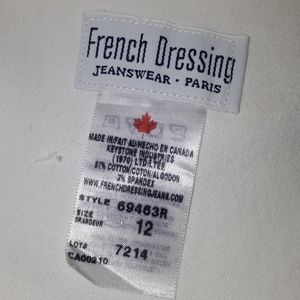 French Dressing
JEANSWEAR · PARIS
MADE IN/FAIT AU/HECHO EN CANADA
KEYSTONE INDUSTRIES
(1970) LTD/LTEE
97% COTTON/COTON/ALGODON
3% SPANDEX
WWW.FRENCHDRESSINGJEANS.COM
STYLE 69463R
SIZE
GRANDEUR 12
LOT# 7214
CA00210